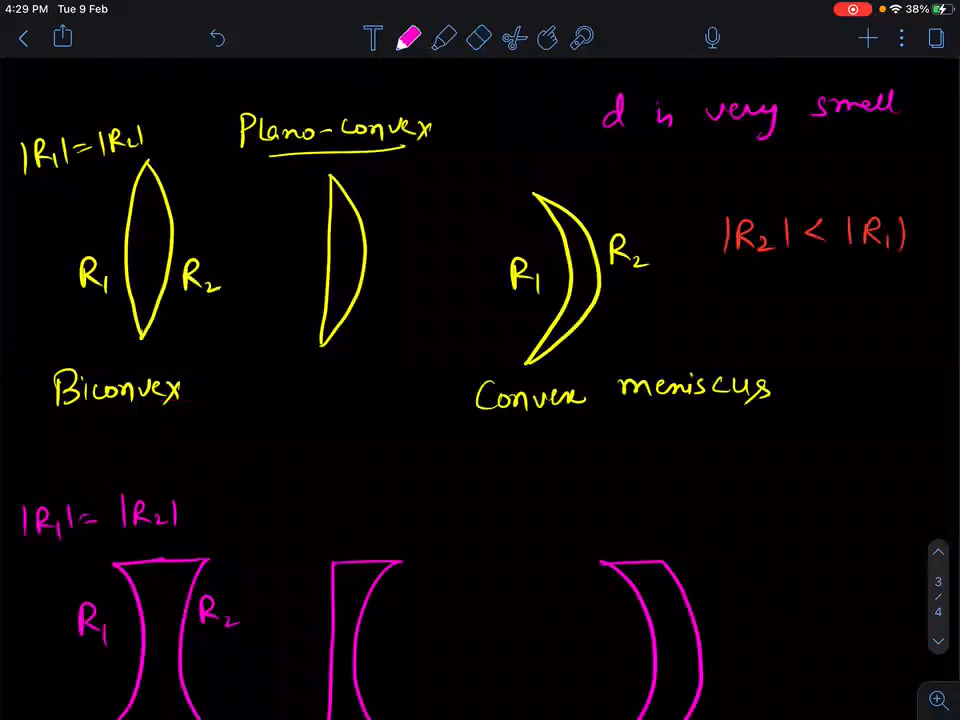 4:29 PM Tue 9 Feb
38%
T
d is very small
Plano-convex
|R₁| = |R₂|
|R₂| < |R₁|
R₁ R₂
R₁ R₂
Biconvex
Convex meniscus
|R₁| = |R₂|
R₁ R₂
3
/
4